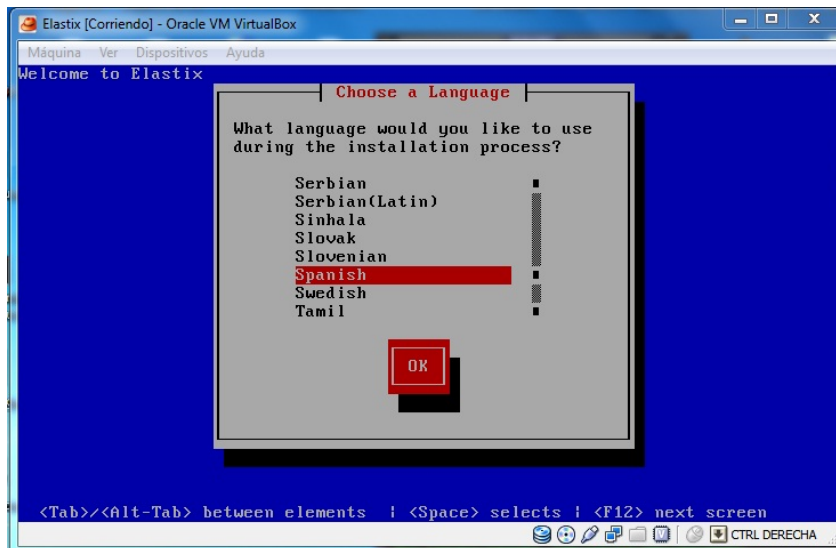 Elastix [Corriendo] - Oracle VM VirtualBox
Máquina Ver Dispositivos Ayuda
Welcome to Elastix
Choose a Language
What language would you like to use
during the installation process?
Serbian
Serbian(Latin)
Sinhala
Slovak
Slovenian
Spanish
Swedish
Tamil
OK
<Tab>/<Alt-Tab> between elements | <Space> selects | <F12> next screen
CTRL DERECHA